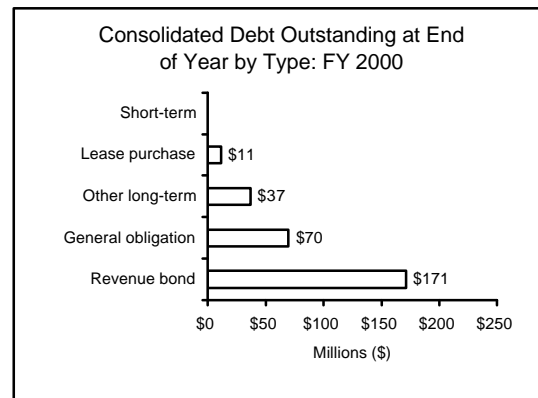 Consolidated Debt Outstanding at End
of Year by Type: FY 2000
Short-term
Lease purchase $11
Other long-term $37
General obligation $70
Revenue bond $171
$0 $50 $100 $150 $200 $250
Millions ($)